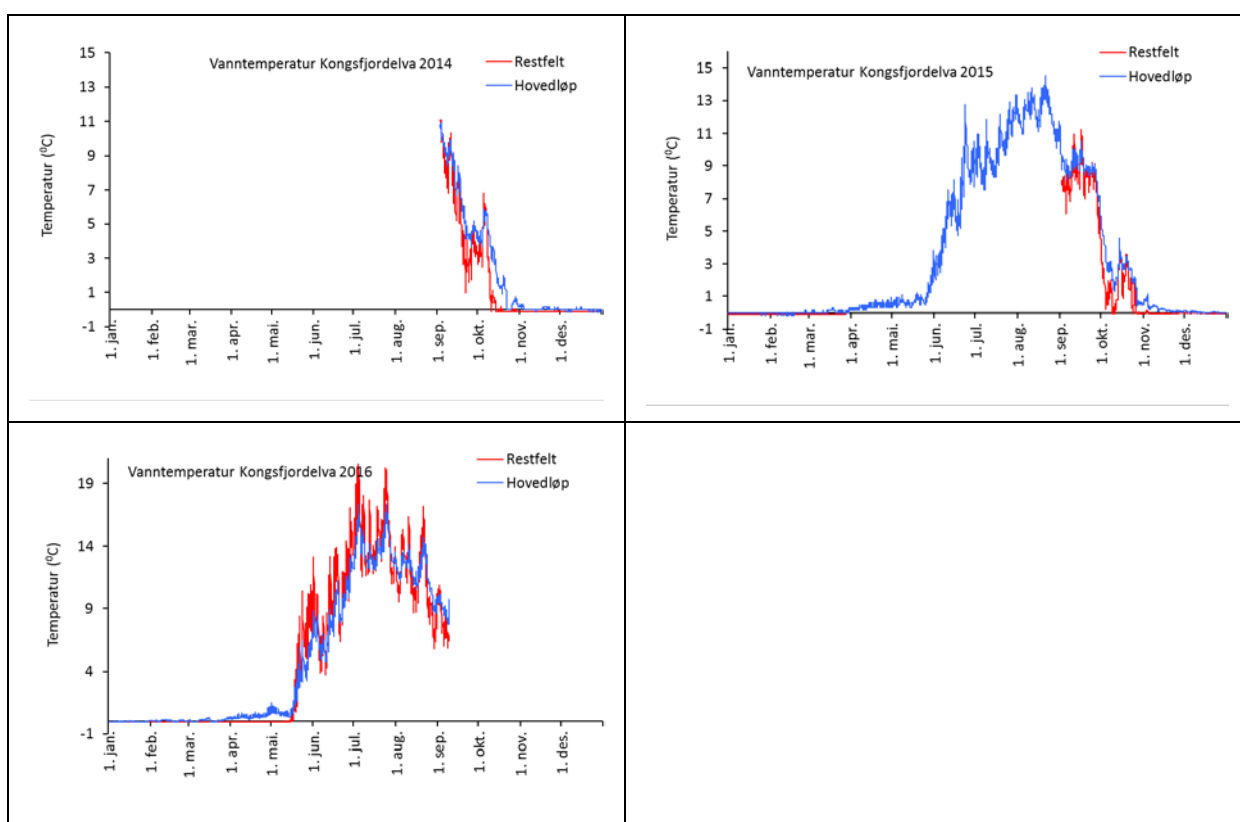 Vanntemperatur Kongsfjordelva 2014
Restfelt
Hovedløp
Temperatur (⁰C)
15
13
11
9
7
5
3
1
-1
1. jan.
1. feb.
1. mar.
1. apr.
1. mai.
1. jun.
1. jul.
1. aug.
1. sep.
1. okt.
1. nov.
1. des.
Vanntemperatur Kongsfjordelva 2015
Restfelt
Hovedløp
Temperatur (⁰C)
15
13
11
9
7
5
3
1
-1
1. jan.
1. feb.
1. mar.
1. apr.
1. mai.
1. jun.
1. jul.
1. aug.
1. sep.
1. okt.
1. nov.
1. des.
Vanntemperatur Kongsfjordelva 2016
Restfelt
Hovedløp
Temperatur (⁰C)
19
14
9
4
-1
1. jan.
1. feb.
1. mar.
1. apr.
1. mai.
1. jun.
1. jul.
1. aug.
1. sep.
1. okt.
1. nov.
1. des.